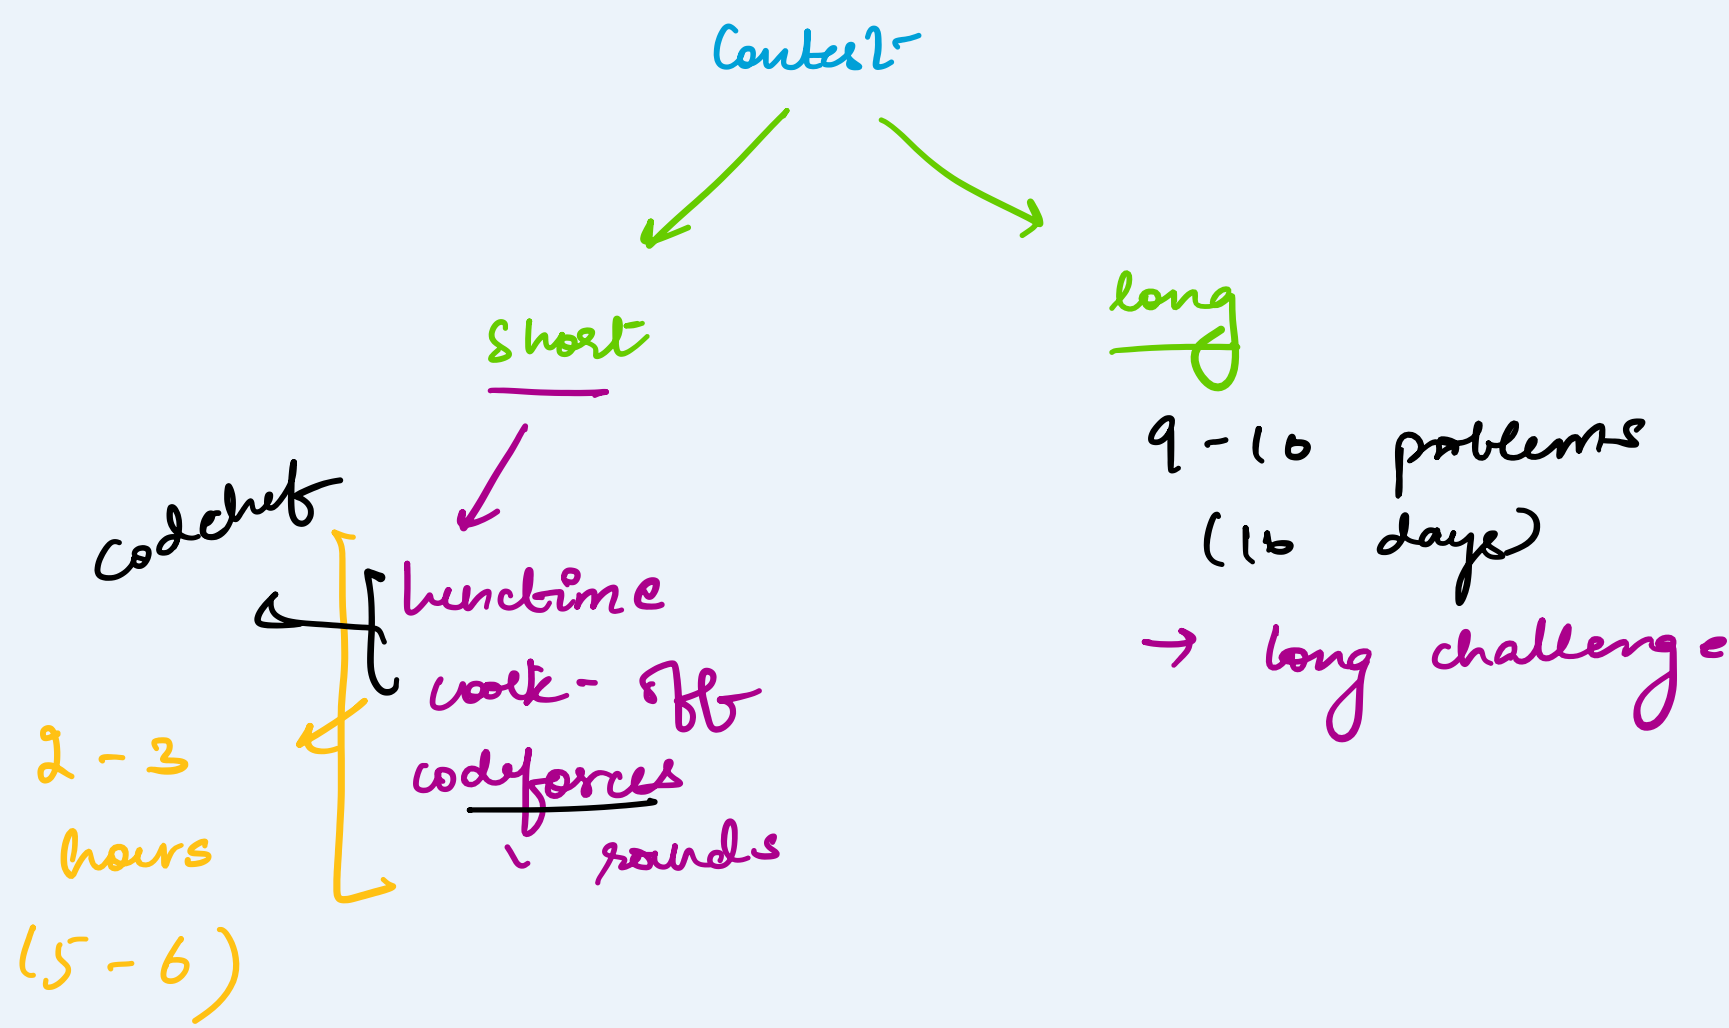 Contest
short
long
codechef
lunchtime
cook-off
codeforces
rounds
2-3
hours
(5-6)
9-10 problems
(10 days)
→ long challenge